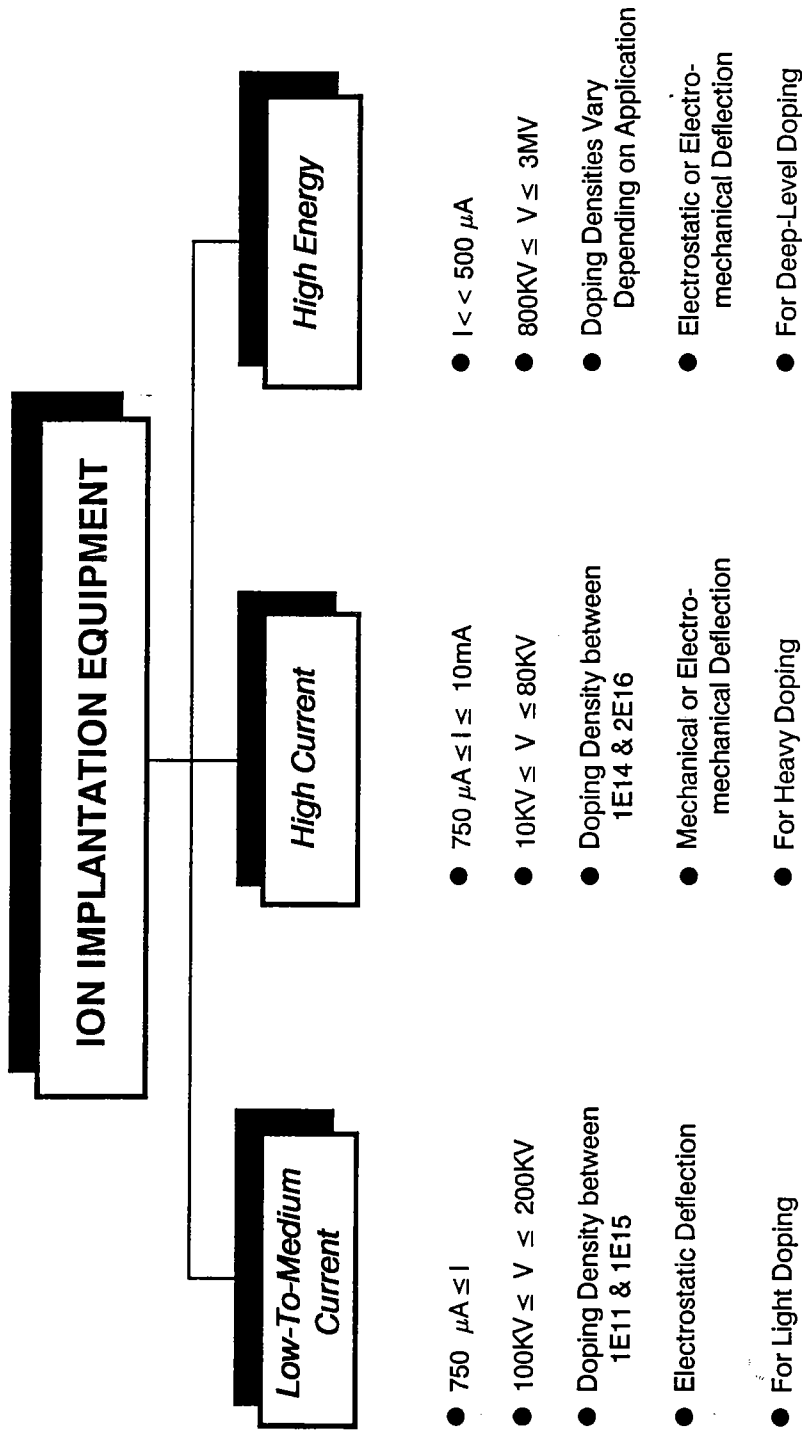 ION IMPLANTATION EQUIPMENT
Low-To-Medium
Current
● 750 μA ≤ I
● 100KV ≤ V ≤ 200KV
● Doping Density between
1E11 & 1E15
● Electrostatic Deflection
● For Light Doping
High Current
● 750 μA ≤ I ≤ 10mA
● 10KV ≤ V ≤ 80KV
● Doping Density between
1E14 & 2E16
● Mechanical or Electro-
mechanical Deflection
● For Heavy Doping
High Energy
● I < < 500 μA
● 800KV ≤ V ≤ 3MV
● Doping Densities Vary
Depending on Application
● Electrostatic or Electro-
mechanical Deflection
● For Deep-Level Doping